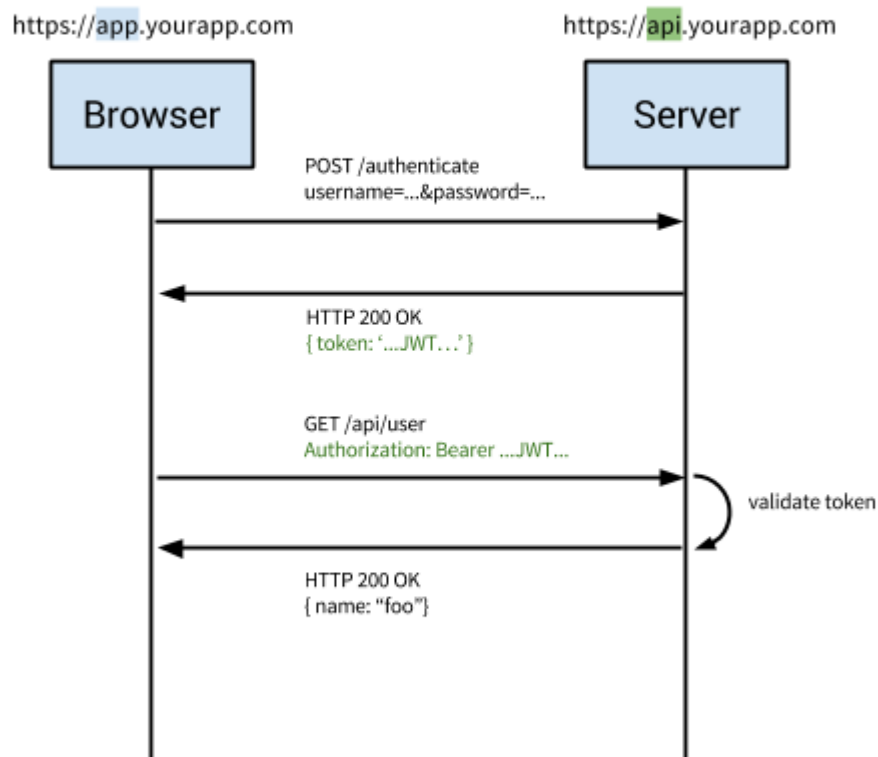 https://app.yourapp.com
https://api.yourapp.com
Browser
Server
POST /authenticate
username=...&password=...
HTTP 200 OK
{ token: ‘...JWT...’ }
GET /api/user
Authorization: Bearer ...JWT...
validate token
HTTP 200 OK
{ name: “foo”}